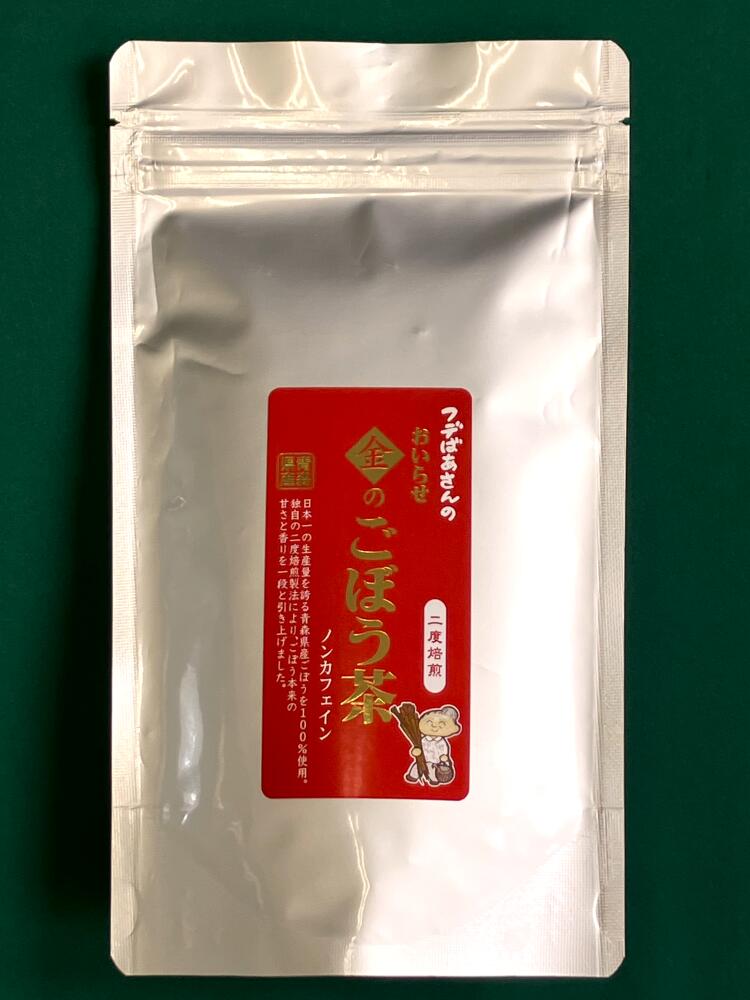 フデばあさんの
おいらせ
金のごぼう茶
二度焙煎
ノンカフェイン
青森県産
日本一の生産量を誇る青森県産ごぼうを100%使用。
独自の二度焙煎製法により、ごぼう本来の
甘さと香りを一段と引き上げました。